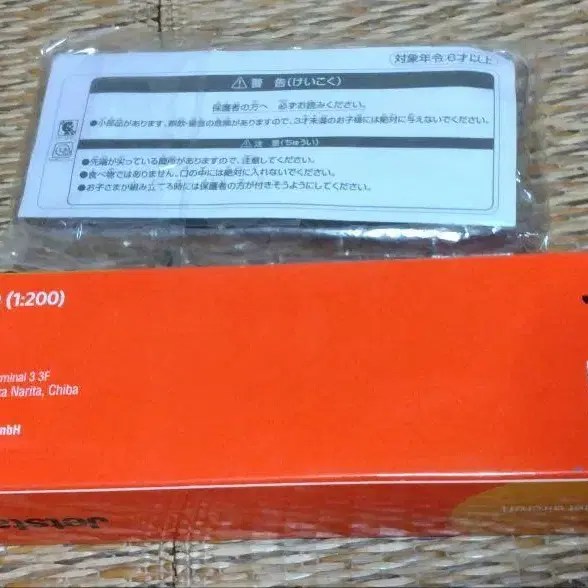 対象年令6才以上
⚠警告(けいこく)
保護者の方へ 必ずお読みください。
●小部品があります。誤飲・窒息の危険がありますので、3才未満のお子様には絶対に与えないでください。
⚠注意(ちゅうい)
●先端が尖っている箇所がありますので、注意してください。
●食べ物ではありません。口の中には絶対に入れないでください。
●お子さまが組み立てる時には保護者の方が付きそうようにしてください。
(1:200)
minal 3 3F
ta Narita, Chiba
mbH
Jetsta
et aircraft